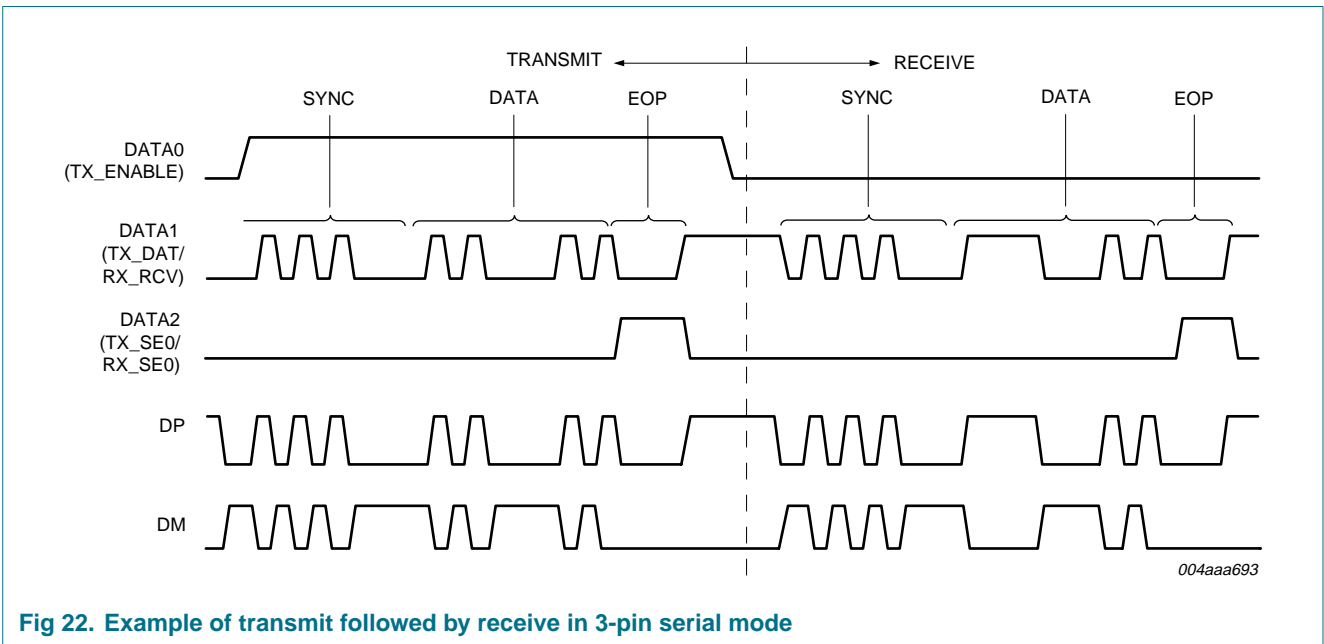 TRANSMIT RECEIVE
SYNC DATA EOP SYNC DATA EOP
DATA0
(TX_ENABLE)
DATA1
(TX_DAT/
RX_RCV)
DATA2
(TX_SE0/
RX_SE0)
DP
DM
004aaa693
Fig 22. Example of transmit followed by receive in 3-pin serial mode